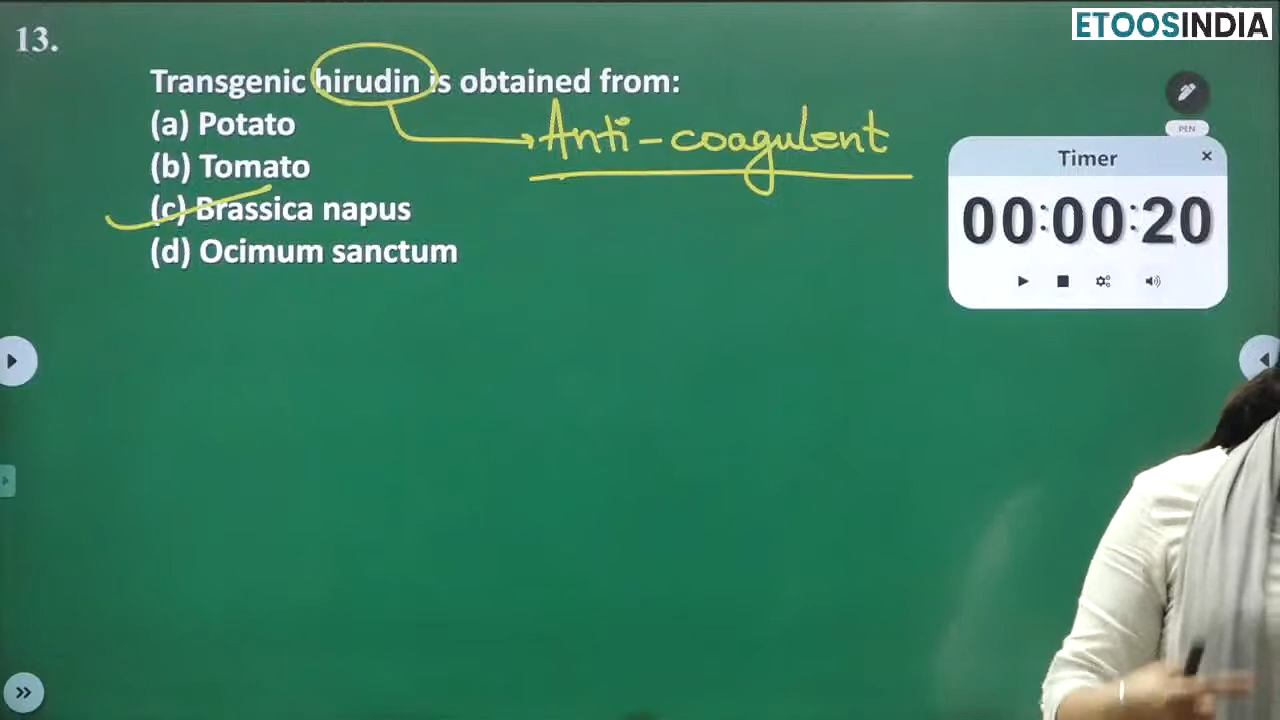 ETOOSINDIA
13.
Transgenic hirudin is obtained from:
(a) Potato
Anti-coagulent
(b) Tomato
(c) Brassica napus
(d) Ocimum sanctum
PEN
Timer
00:00:20